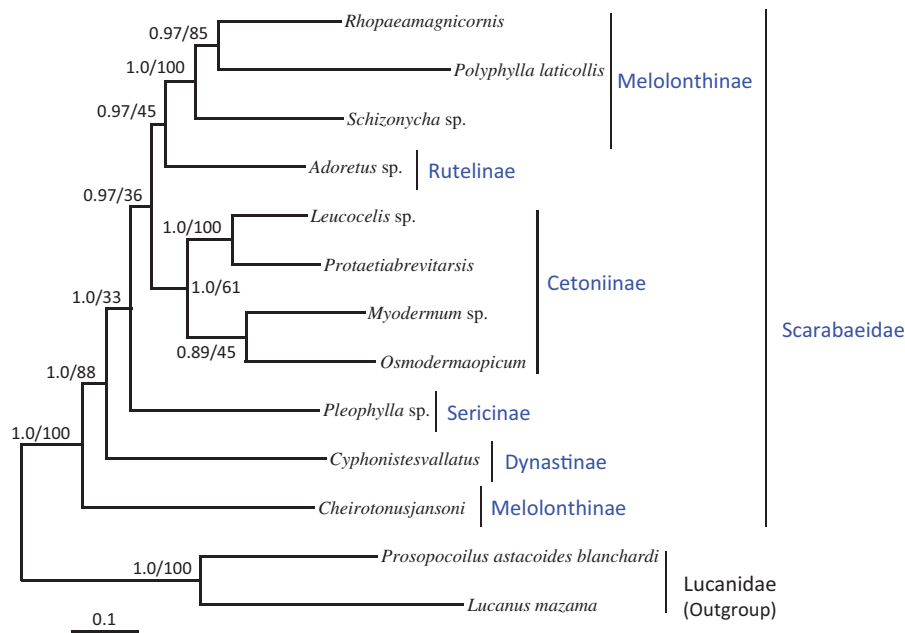 Rhopaeamagnicornis
0.97/85
Polyphylla laticollis
Melolonthinae
1.0/100
Schizonycha sp.
0.97/45
Adoretus sp.
Rutelinae
0.97/36
Leucocelis sp.
1.0/100
Protaetiabrevitarsis
Cetoniinae
1.0/61
Myodermum sp.
1.0/33
Scarabaeidae
0.89/45
Osmodermaopicum
1.0/88
Pleophylla sp.
Sericinae
1.0/100
Cyphonistesvallatus
Dynastinae
Cheirotonusjansoni
Melolonthinae
Prosopocoilus astacoides blanchardi
1.0/100
Lucanidae
(Outgroup)
Lucanus mazama
0.1